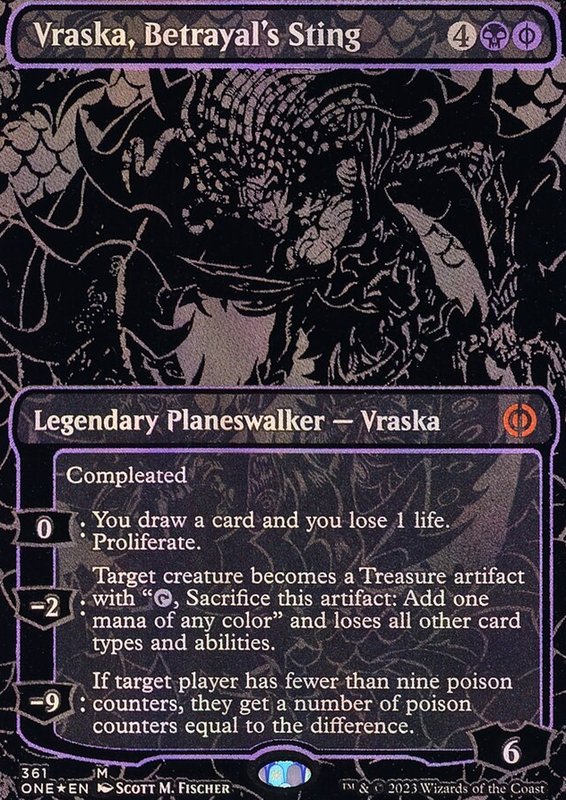 Vraska, Betrayal's Sting 4
Legendary Planeswalker — Vraska
Compleated
0 : You draw a card and you lose 1 life.
Proliferate.
−2 : Target creature becomes a Treasure artifact
with “, Sacrifice this artifact: Add one
mana of any color” and loses all other card
types and abilities.
−9 : If target player has fewer than nine poison
counters, they get a number of poison
counters equal to the difference.
6
361 M
ONE★EN Scott M. Fischer
™ & © 2023 Wizards of the Coast